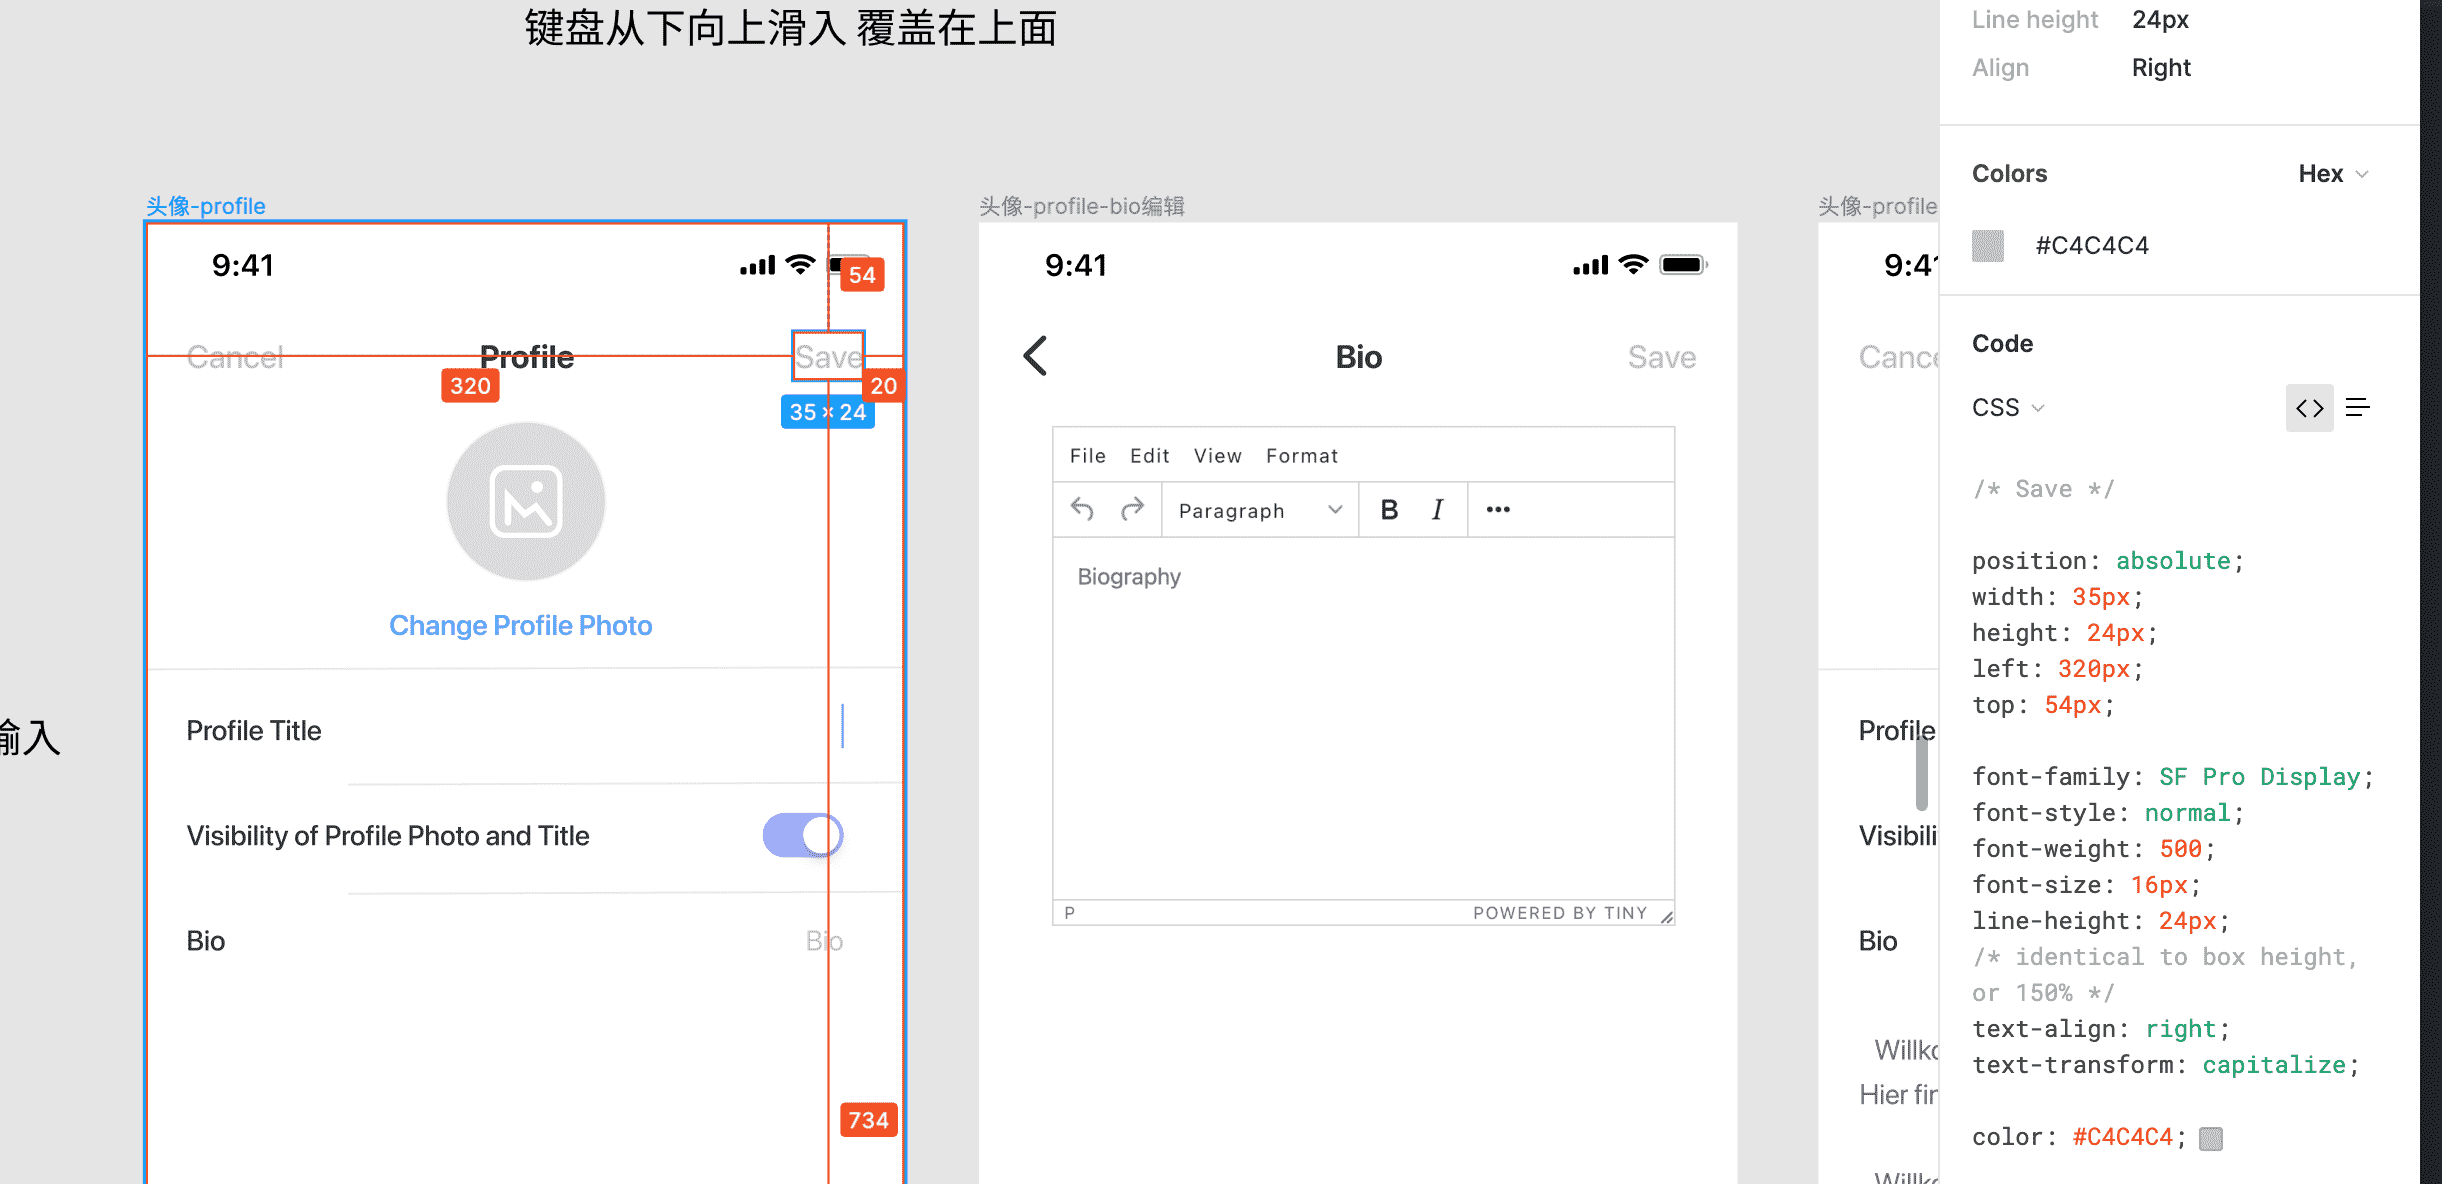 键盘从下向上滑入 覆盖在上面
输入
头像-profile
9:41
54
Cancel
Profile
Save
320
20
35 × 24
Change Profile Photo
Profile Title
Visibility of Profile Photo and Title
Bio
Bio
734
头像-profile-bio编辑
9:41
Bio
Save
File Edit View Format
Paragraph
B I
Biography
P
POWERED BY TINY
头像-profile
9:41
Profile
Bio
Hier
Line height 24px
Align Right
Colors
Hex
#C4C4C4
Code
CSS
/* Save */
position: absolute;
width: 35px;
height: 24px;
left: 320px;
top: 54px;
font-family: SF Pro Display;
font-style: normal;
font-weight: 500;
font-size: 16px;
line-height: 24px;
/* identical to box height,
or 150% */
text-align: right;
text-transform: capitalize;
color: #C4C4C4;